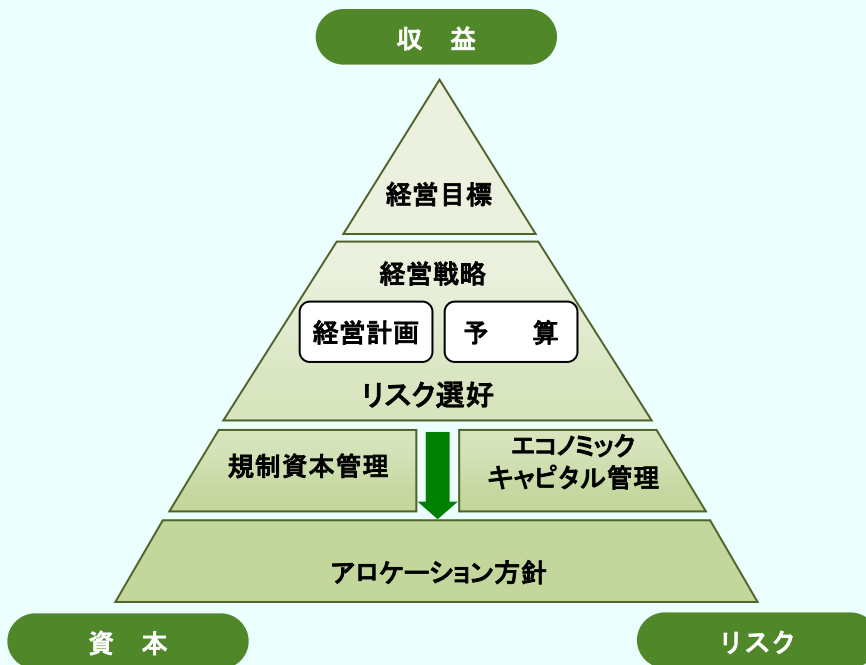 収　益
経営目標
経営戦略
経営計画
予　算
リスク選好
規制資本管理
エコノミック
キャピタル管理
アロケーション方針
資　本
リスク